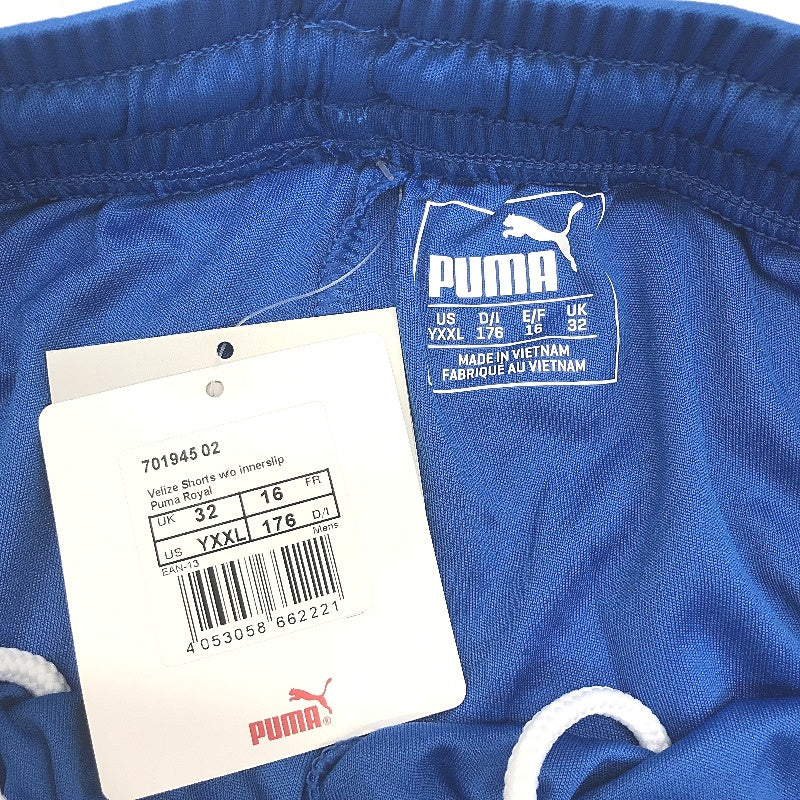 PUMA
US D/I E/F UK
YXXL 176 16 32
MADE IN VIETNAM
FABRIQUÉ AU VIETNAM
701945 02
Velize Shorts w/o innerslip
Puma Royal
UK 32 16 FR
US YXXL 176 D/I
EAN-13 Mens
4 053058 662221
PUMA®